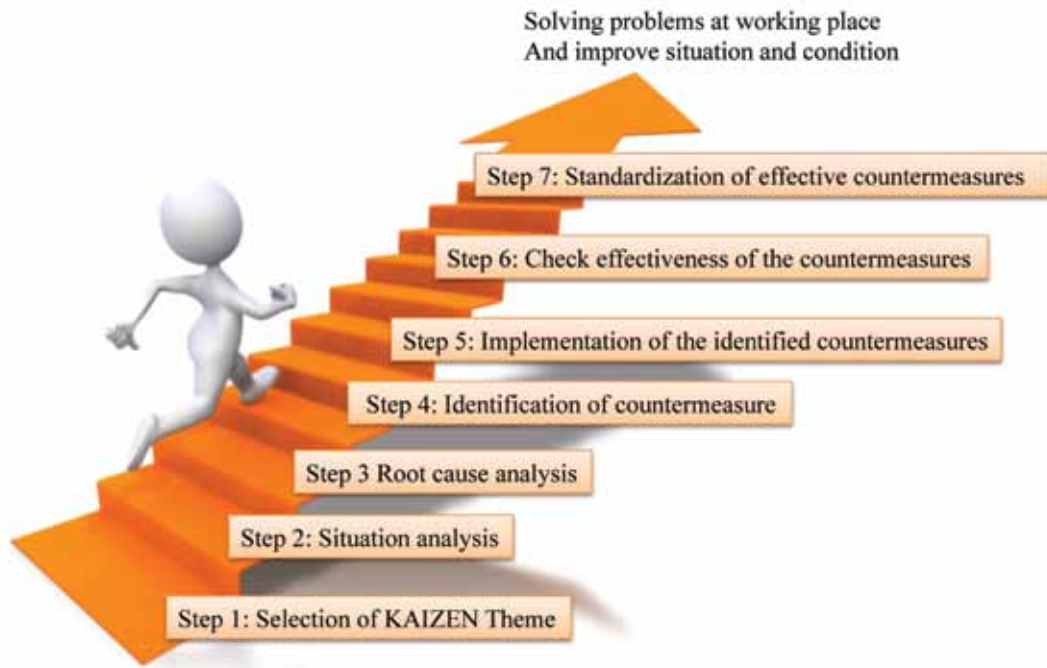 Solving problems at working place
And improve situation and condition
Step 7: Standardization of effective countermeasures
Step 6: Check effectiveness of the countermeasures
Step 5: Implementation of the identified countermeasures
Step 4: Identification of countermeasure
Step 3 Root cause analysis
Step 2: Situation analysis
Step 1: Selection of KAIZEN Theme